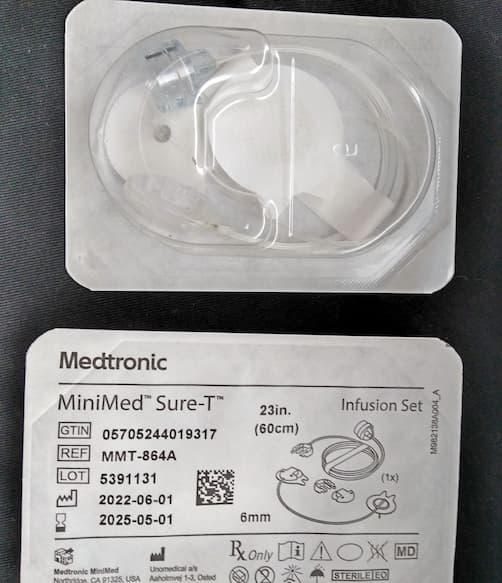 Medtronic
MiniMed™ Sure-T™
23in.
(60cm)
Infusion Set
GTIN 05705244019317
REF MMT-864A
LOT 5391131
2022-06-01
2025-05-01
6mm
(1x)
M982138A004_A
Rx Only
MD
Medtronic MiniMed
Northridge, CA 91325, USA
Unomedical a/s
Aaholmvej 1-3, Osted
STERILE EO